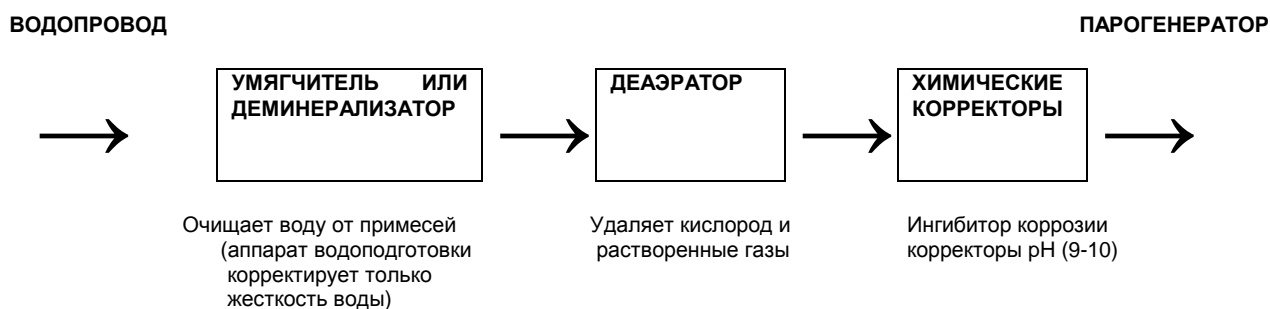 ВОДОПРОВОД
ПАРОГЕНЕРАТОР
УМЯГЧИТЕЛЬ ИЛИ
ДЕМИНЕРАЛИЗАТОР
ДЕАЭРАТОР
ХИМИЧЕСКИЕ
КОРРЕКТОРЫ
Очищает воду от примесей
(аппарат водоподготовки
корректирует только
жесткость воды)
Удаляет кислород и
растворенные газы
Ингибитор коррозии
корректоры pH (9-10)